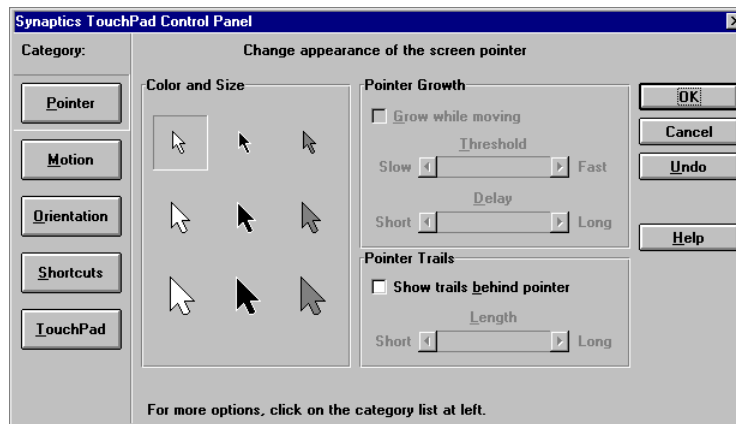 Synaptics TouchPad Control Panel
Category:
Change appearance of the screen pointer
Pointer
Motion
Orientation
Shortcuts
TouchPad
Color and Size
Pointer Growth
Grow while moving
Threshold
Slow Fast
Delay
Short Long
Pointer Trails
Show trails behind pointer
Length
Short Long
OK
Cancel
Undo
Help
For more options, click on the category list at left.